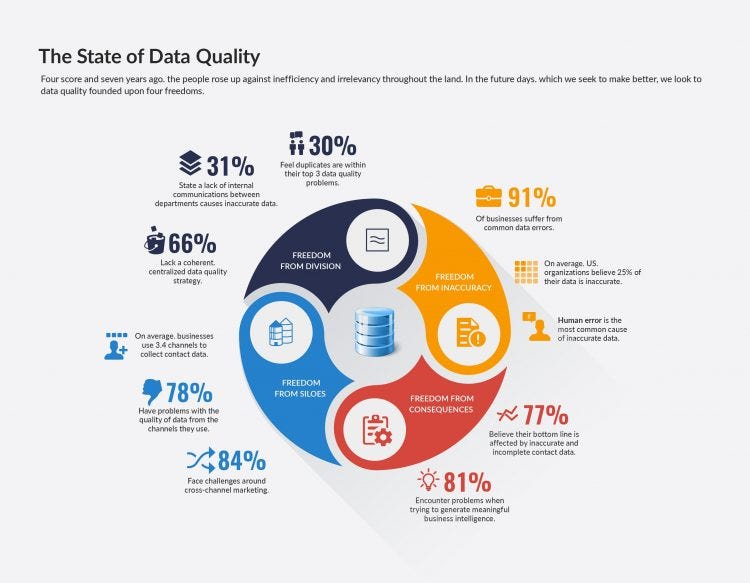 The State of Data Quality
Four score and seven years ago. the people rose up against inefficiency and irrelevancy throughout the land. In the future days. which we seek to make better, we look to
data quality founded upon four freedoms.
30%
Feel duplicates are within
their top 3 data quality
problems.
31%
State a lack of internal
communications between
departments causes inaccurate data.
66%
Lack a coherent.
centralized data quality
strategy.
FREEDOM
FROM DIVISION
91%
Of businesses suffer from
common data errors.
On average. US.
organizations believe 25% of
their data is inaccurate.
Human error is the
most common cause
of inaccurate data.
FREEDOM
FROM INACCURACY
On average. businesses
use 3.4 channels to
collect contact data.
78%
Have problems with the
quality of data from the
channels they use.
84%
Face challenges around
cross-channel marketing.
FREEDOM
FROM SILOES
FREEDOM FROM
CONSEQUENCES
77%
Believe their bottom line is
affected by inaccurate and
incomplete contact data.
81%
Encounter problems when
trying to generate meaningful
business intelligence.